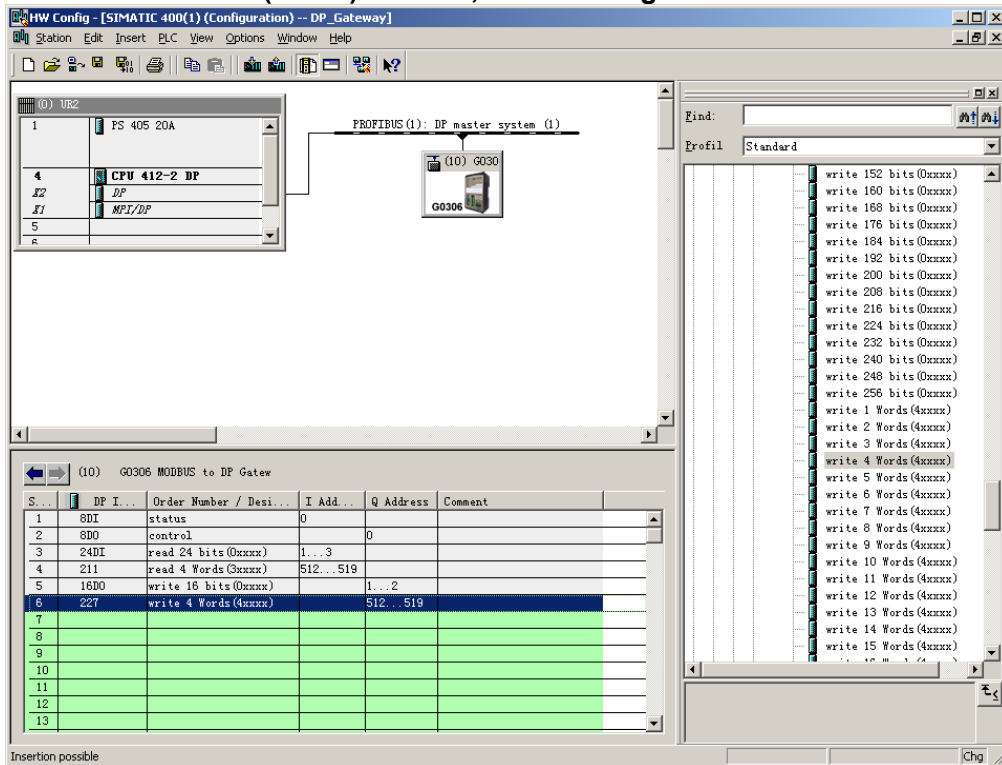 HW Config - [SIMATIC 400(1) (Configuration) -- DP_Gateway]
Station Edit Insert PLC View Options Window Help
(0) UR2
1 PS 405 20A
4 CPU 412-2 DP
X2 DP
X1 MPI/DP
5
6
PROFIBUS(1): DP master system (1)
(10) G030
G0306
Find:
Profil Standard
write 152 bits(0xxxx)
write 160 bits(0xxxx)
write 168 bits(0xxxx)
write 176 bits(0xxxx)
write 184 bits(0xxxx)
write 192 bits(0xxxx)
write 200 bits(0xxxx)
write 208 bits(0xxxx)
write 216 bits(0xxxx)
write 224 bits(0xxxx)
write 232 bits(0xxxx)
write 240 bits(0xxxx)
write 248 bits(0xxxx)
write 256 bits(0xxxx)
write 1 Words(4xxxx)
write 2 Words(4xxxx)
write 3 Words(4xxxx)
write 4 Words(4xxxx)
write 5 Words(4xxxx)
write 6 Words(4xxxx)
write 7 Words(4xxxx)
write 8 Words(4xxxx)
write 9 Words(4xxxx)
write 10 Words(4xxxx)
write 11 Words(4xxxx)
write 12 Words(4xxxx)
write 13 Words(4xxxx)
write 14 Words(4xxxx)
write 15 Words(4xxxx)
(10) G0306 MODBUS to DP Gatew
S... DP I... Order Number / Desi... I Add... Q Address Comment
1 8DI status 0
2 8DO control 0
3 24DI read 24 bits(0xxxx) 1...3
4 211 read 4 Words(3xxxx) 512...519
5 16DO write 16 bits(0xxxx) 1...2
6 227 write 4 Words(4xxxx) 512...519
7
8
9
10
11
12
13
Insertion possible
Chg